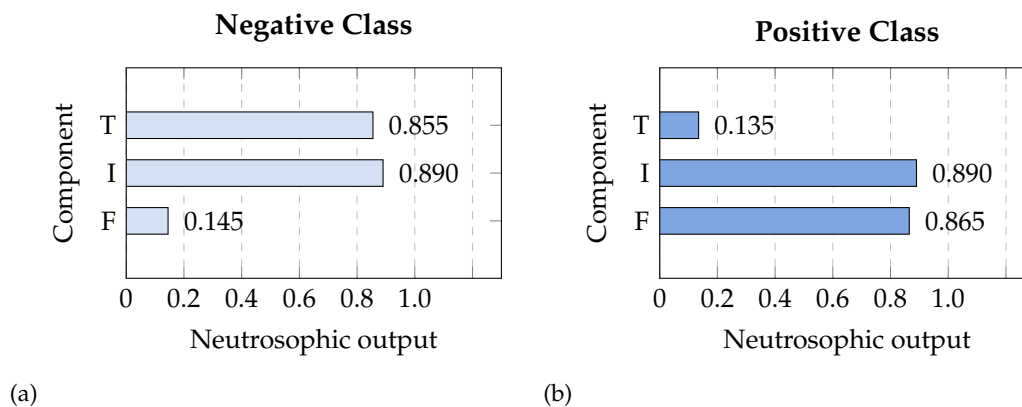 Negative Class
Component
T
0.855
I
0.890
F
0.145
0 0.2 0.4 0.6 0.8 1.0
Neutrosophic output
(a)
Positive Class
Component
T
0.135
I
0.890
F
0.865
0 0.2 0.4 0.6 0.8 1.0
Neutrosophic output
(b)